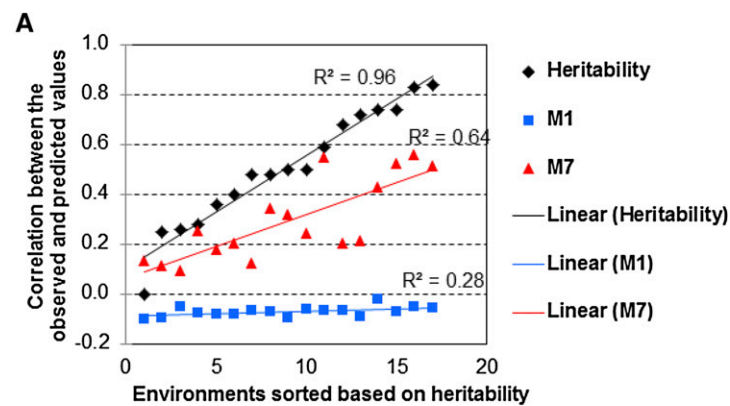 A
Correlation between the
observed and predicted values
1.0
0.8
0.6
0.4
0.2
0.0
-0.2
R² = 0.96
R² = 0.64
R² = 0.28
0 5 10 15 20
Environments sorted based on heritability
Heritability
M1
M7
Linear (Heritability)
Linear (M1)
Linear (M7)